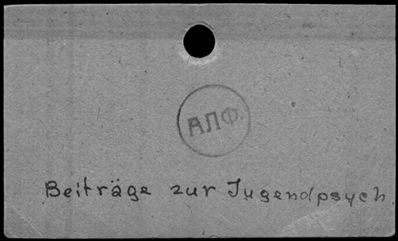 АЛФ.
Beiträge zur Jugendpsych